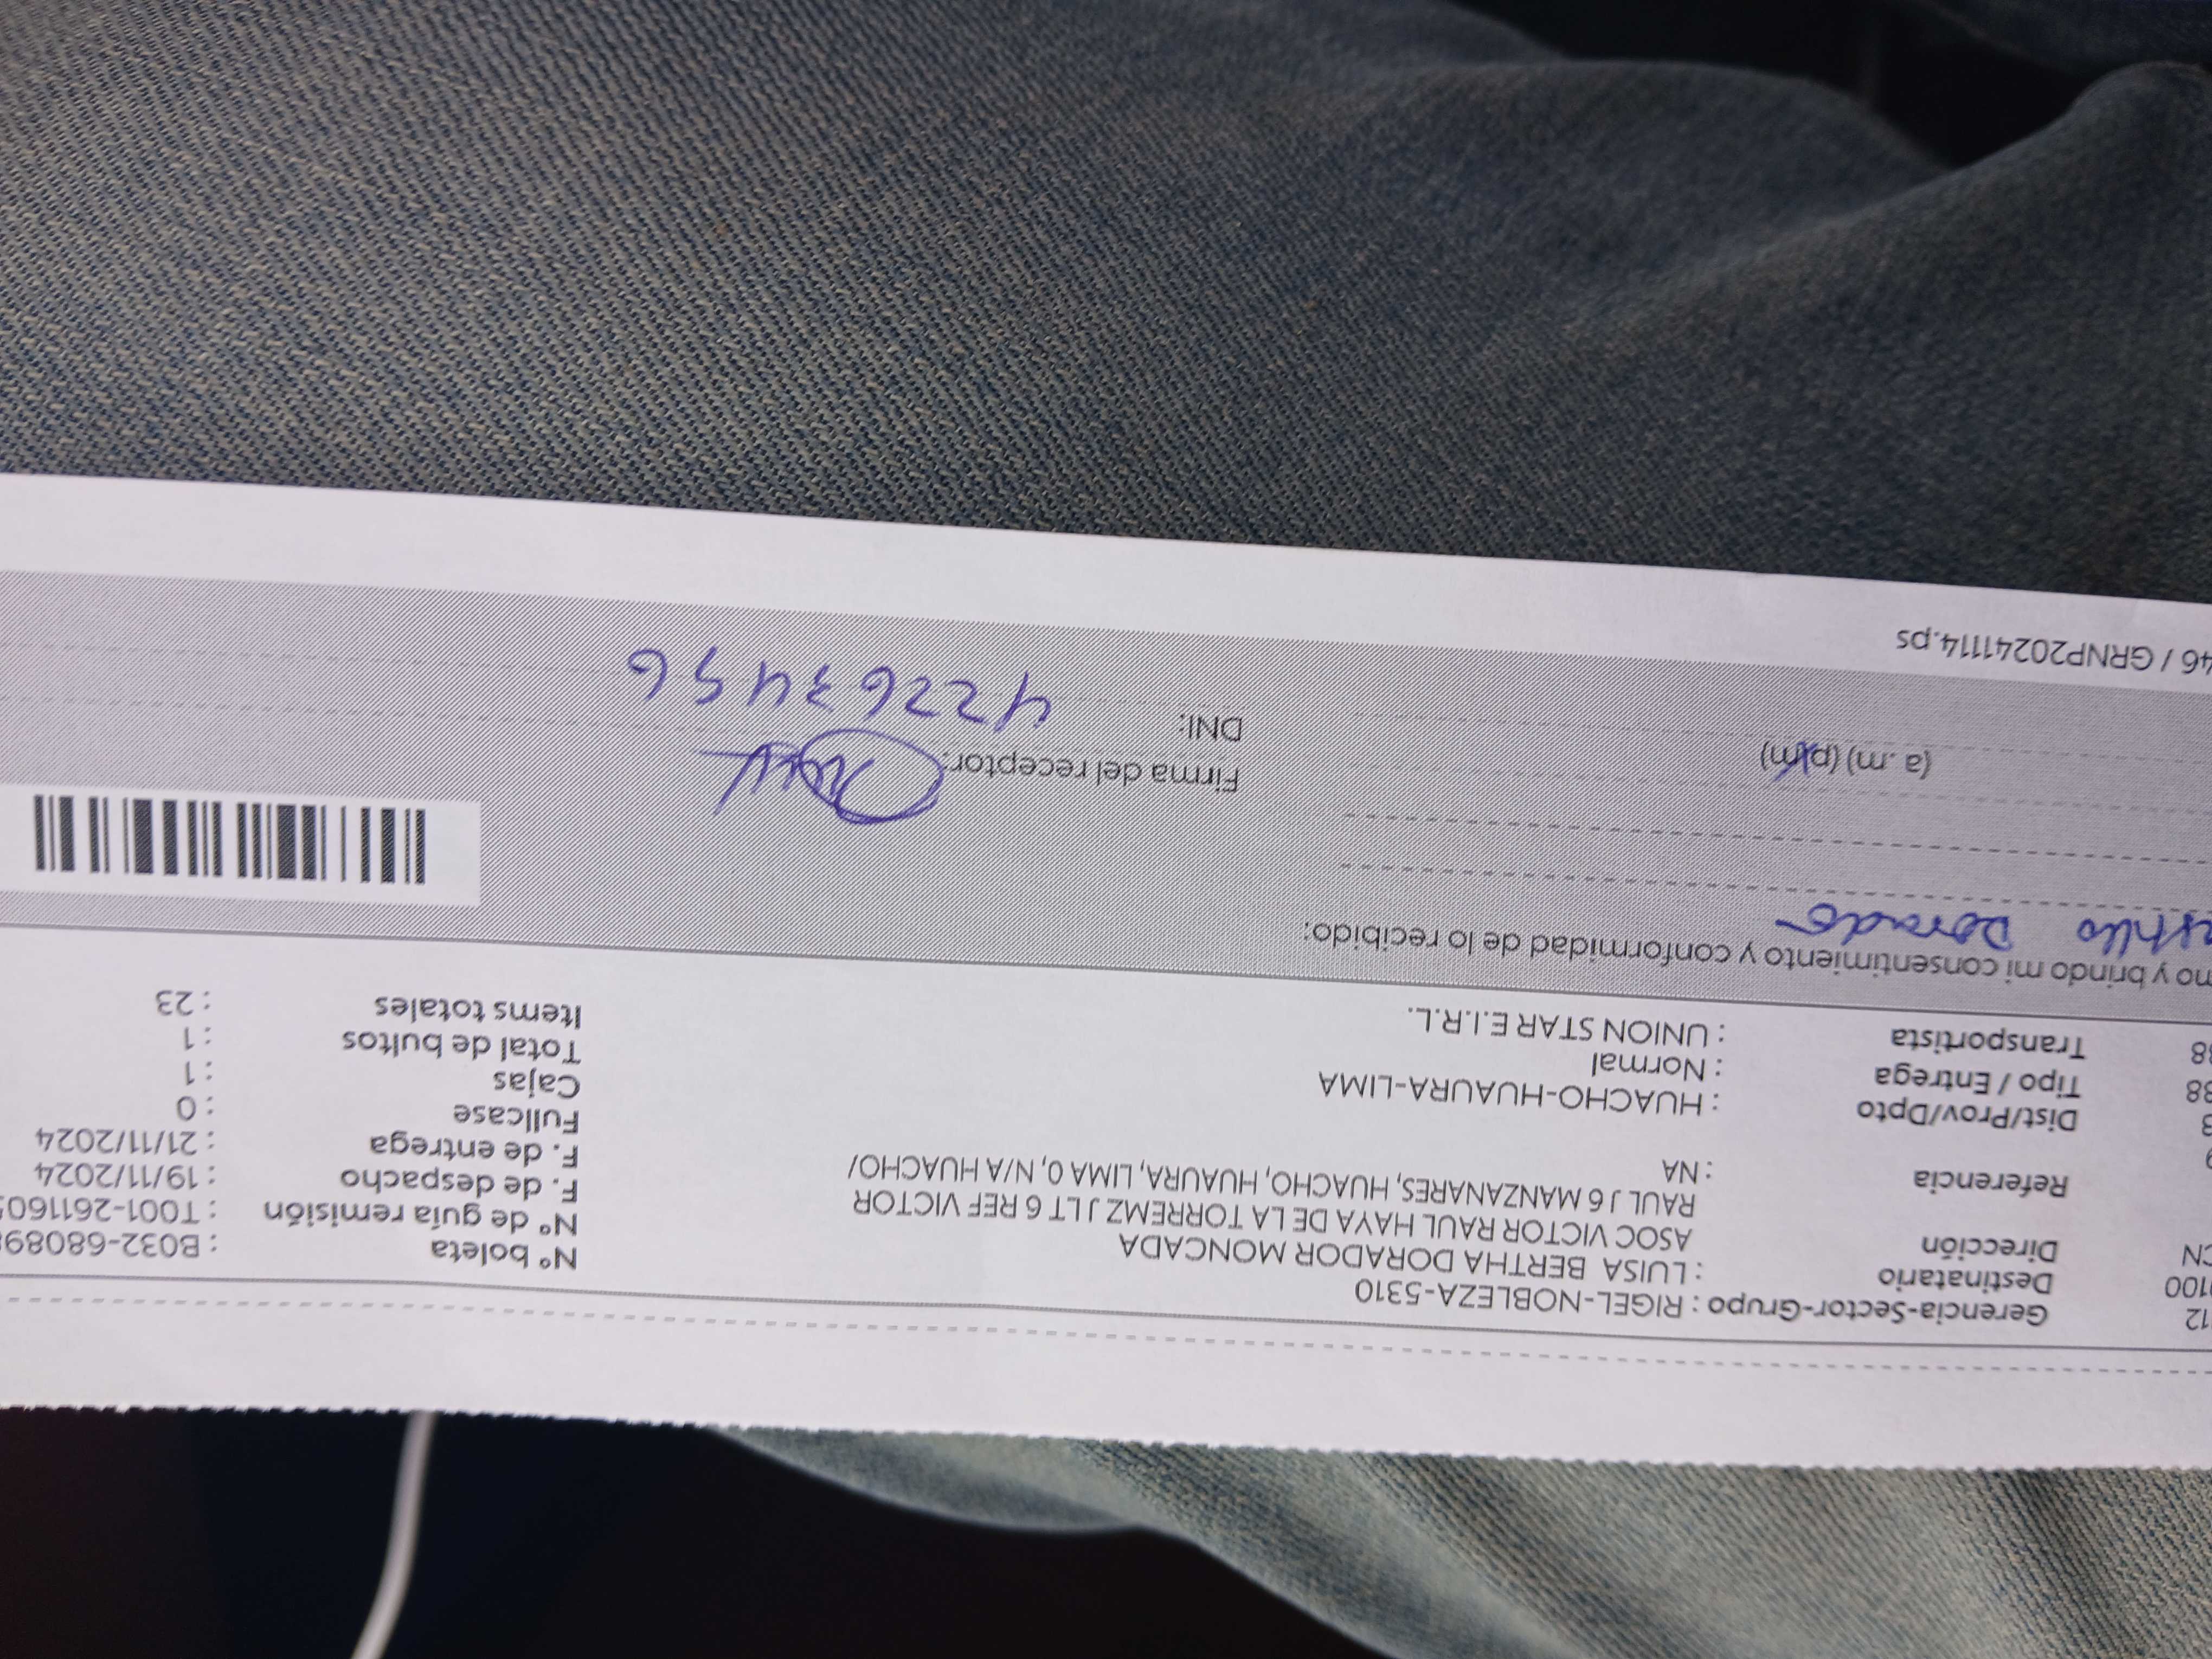 12
Gerencia-Sector-Grupo : RIGEL-NOBLEZA-5310
0100
Destinatario : LUISA BERTHA DORADOR MONCADA
CN
Dirección
ASOC VICTOR RAUL HAYA DE LA TORREMZ J LT 6 REF VICTOR
RAUL J 6 MANZANARES, HUACHO, HUAURA, LIMA 0, N/A HUACHO/
Referencia : NA
Dist/Prov/Dpto : HUACHO-HUAURA-LIMA
38
Tipo / Entrega : Normal
38
Transportista : UNION STAR E.I.R.L.
N° boleta : B032-68089
N° de guía remisión : T001-261160
F. de despacho : 19/11/2024
F. de entrega : 21/11/2024
Fullcase : 0
Cajas : 1
Total de bultos : 1
Items totales : 23
mo y brindo mi consentimiento y conformidad de lo recibido:
Dorado
Firma del receptor:
(a.m) (p.m)
DNI: 42263456
46 / GRNP20241114.ps